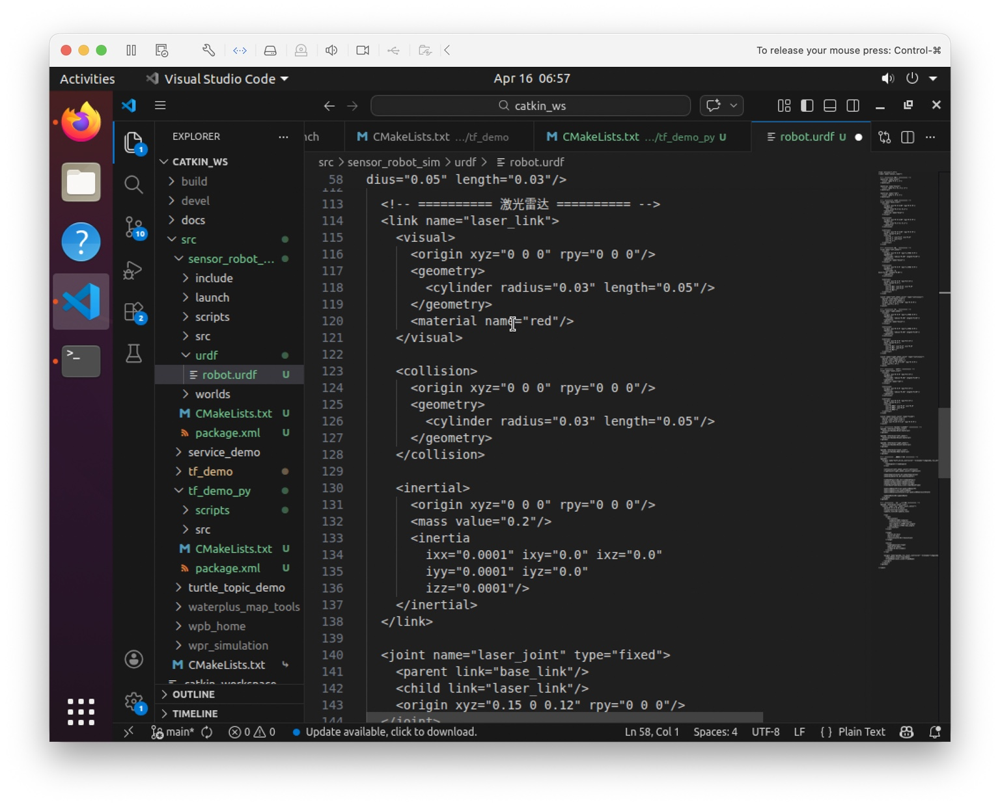 To release your mouse press: Control-⌘
Activities
Visual Studio Code
Apr 16 06:57
catkin_ws
EXPLORER
nch
CMakeLists.txt .../tf_demo
CMakeLists.txt .../tf_demo_py U
robot.urdf U
src > sensor_robot_sim > urdf > robot.urdf
CATKIN_WS
build
devel
docs
src
sensor_robot_...
include
launch
scripts
src
urdf
robot.urdf U
worlds
CMakeLists.txt U
package.xml U
service_demo
tf_demo
tf_demo_py
scripts
src
CMakeLists.txt U
package.xml U
turtle_topic_demo
waterplus_map_tools
wpb_home
wpr_simulation
CMakeLists.txt
catkin_workspace
OUTLINE
TIMELINE
1
10
2
1
58 dius="0.05" length="0.03"/>
112
113 <!-- ========== 激光雷达 ========== -->
114 <link name="laser_link">
115 <visual>
116 <origin xyz="0 0 0" rpy="0 0 0"/>
117 <geometry>
118 <cylinder radius="0.03" length="0.05"/>
119 </geometry>
120 <material name="red"/>
121 </visual>
122
123 <collision>
124 <origin xyz="0 0 0" rpy="0 0 0"/>
125 <geometry>
126 <cylinder radius="0.03" length="0.05"/>
127 </geometry>
128 </collision>
129
130 <inertial>
131 <origin xyz="0 0 0" rpy="0 0 0"/>
132 <mass value="0.2"/>
133 <inertia
134 ixx="0.0001" ixy="0.0" ixz="0.0"
135 iyy="0.0001" iyz="0.0"
136 izz="0.0001"/>
137 </inertial>
138 </link>
139
140 <joint name="laser_joint" type="fixed">
141 <parent link="base_link"/>
142 <child link="laser_link"/>
143 <origin xyz="0.15 0 0.12" rpy="0 0 0"/>
144 </joint>
main*
0 0
Update available, click to download.
Ln 58, Col 1
Spaces: 4
UTF-8
LF
{ } Plain Text